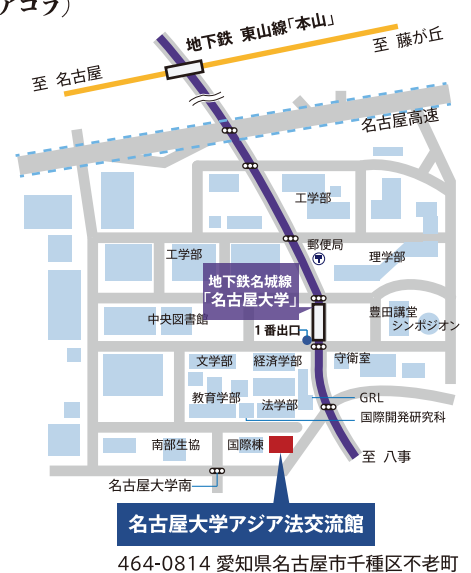 アコラ）
地下鉄 東山線「本山」
至 名古屋
至 藤が丘
名古屋高速
工学部
郵便局
工学部
理学部
地下鉄名城線
「名古屋大学」
中央図書館
豊田講堂
シンポジオン
1番出口
文学部
経済学部
守衛室
教育学部
法学部
GRL
国際開発研究科
南部生協
国際棟
至 八事
名古屋大学南
名古屋大学アジア法交流館
464-0814 愛知県名古屋市千種区不老町